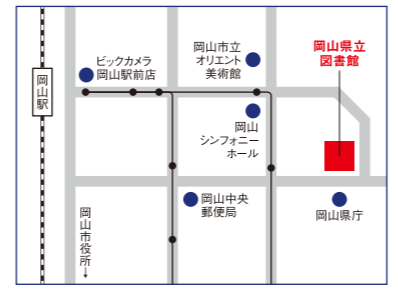 岡山駅
ビックカメラ
岡山駅前店
岡山市立
オリエント
美術館
岡山県立
図書館
岡山
シンフォニー
ホール
岡山市役所
↓
岡山中央
郵便局
岡山県庁